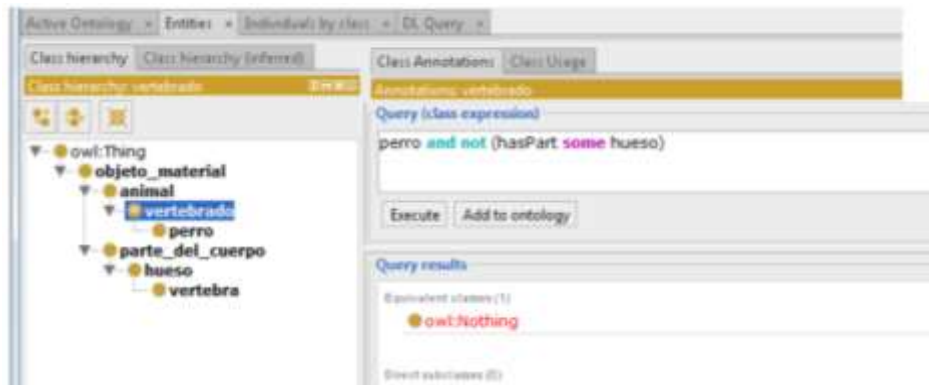 Active Ontology × Entities × Individuals by class × DL Query ×
Class hierarchy Class hierarchy (inferred)
Class hierarchy: vertebrado
owl:Thing
objeto_material
animal
vertebrado
perro
parte_del_cuerpo
hueso
vertebra
Class Annotations Class Usage
Annotations: vertebrado
Query (class expression)
perro and not (hasPart some hueso)
Execute Add to ontology
Query results
Equivalent classes (1)
owl:Nothing
Direct subclasses (0)